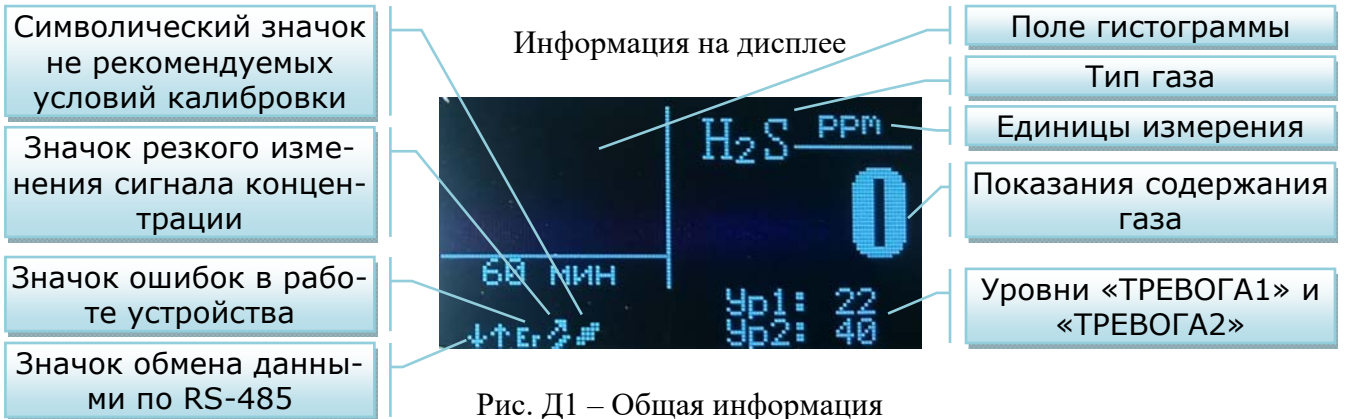 Символический значок
не рекомендуемых
условий калибровки
Значок резкого изме-
нения сигнала концен-
трации
Значок ошибок в рабо-
те устройства
Значок обмена данны-
ми по RS-485
Информация на дисплее
H2S ppm
0
60 мин
Ур1: 22
Ур2: 40
↓↑Er
Поле гистограммы
Тип газа
Единицы измерения
Показания содержания
газа
Уровни «ТРЕВОГА1» и
«ТРЕВОГА2»
Рис. Д1 – Общая информация